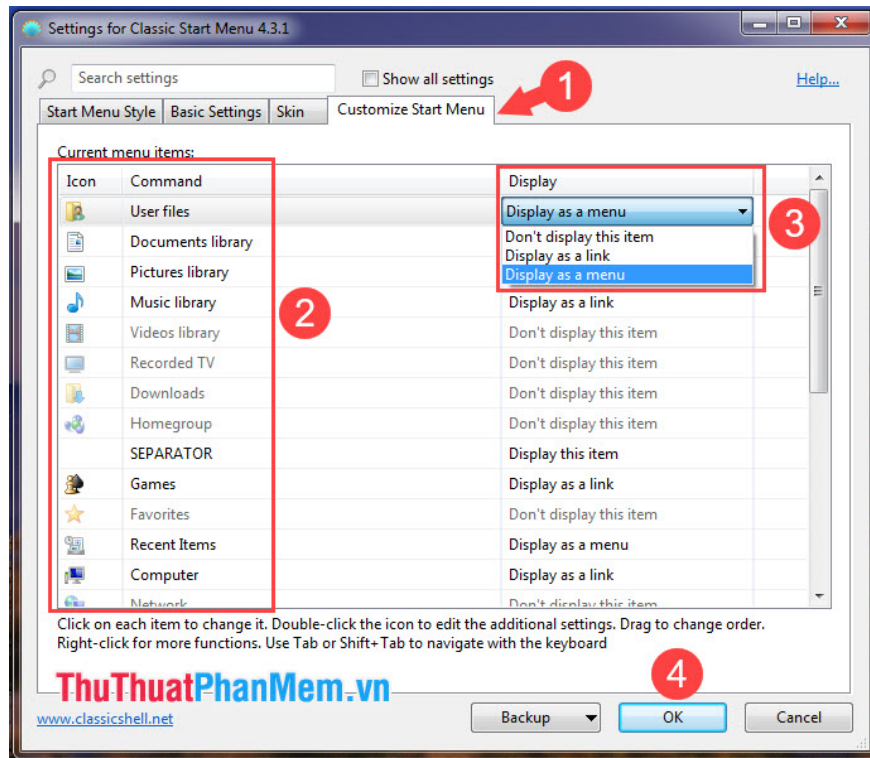 Settings for Classic Start Menu 4.3.1
Search settings
Show all settings
1
Help...
Start Menu Style
Basic Settings
Skin
Customize Start Menu
Current menu items:
Icon Command Display
User files Display as a menu
3
Don't display this item
Documents library
Display as a link
Pictures library Display as a menu
Music library Display as a link
2
Videos library Don't display this item
Recorded TV Don't display this item
Downloads Don't display this item
Homegroup Don't display this item
SEPARATOR Display this item
Games Display as a link
Favorites Don't display this item
Recent Items Display as a menu
Computer Display as a link
Network Don't display this item
Click on each item to change it. Double-click the icon to edit the additional settings. Drag to change order.
Right-click for more functions. Use Tab or Shift+Tab to navigate with the keyboard
ThuThuatPhanMem.vn
4
www.classicshell.net
Backup
OK
Cancel